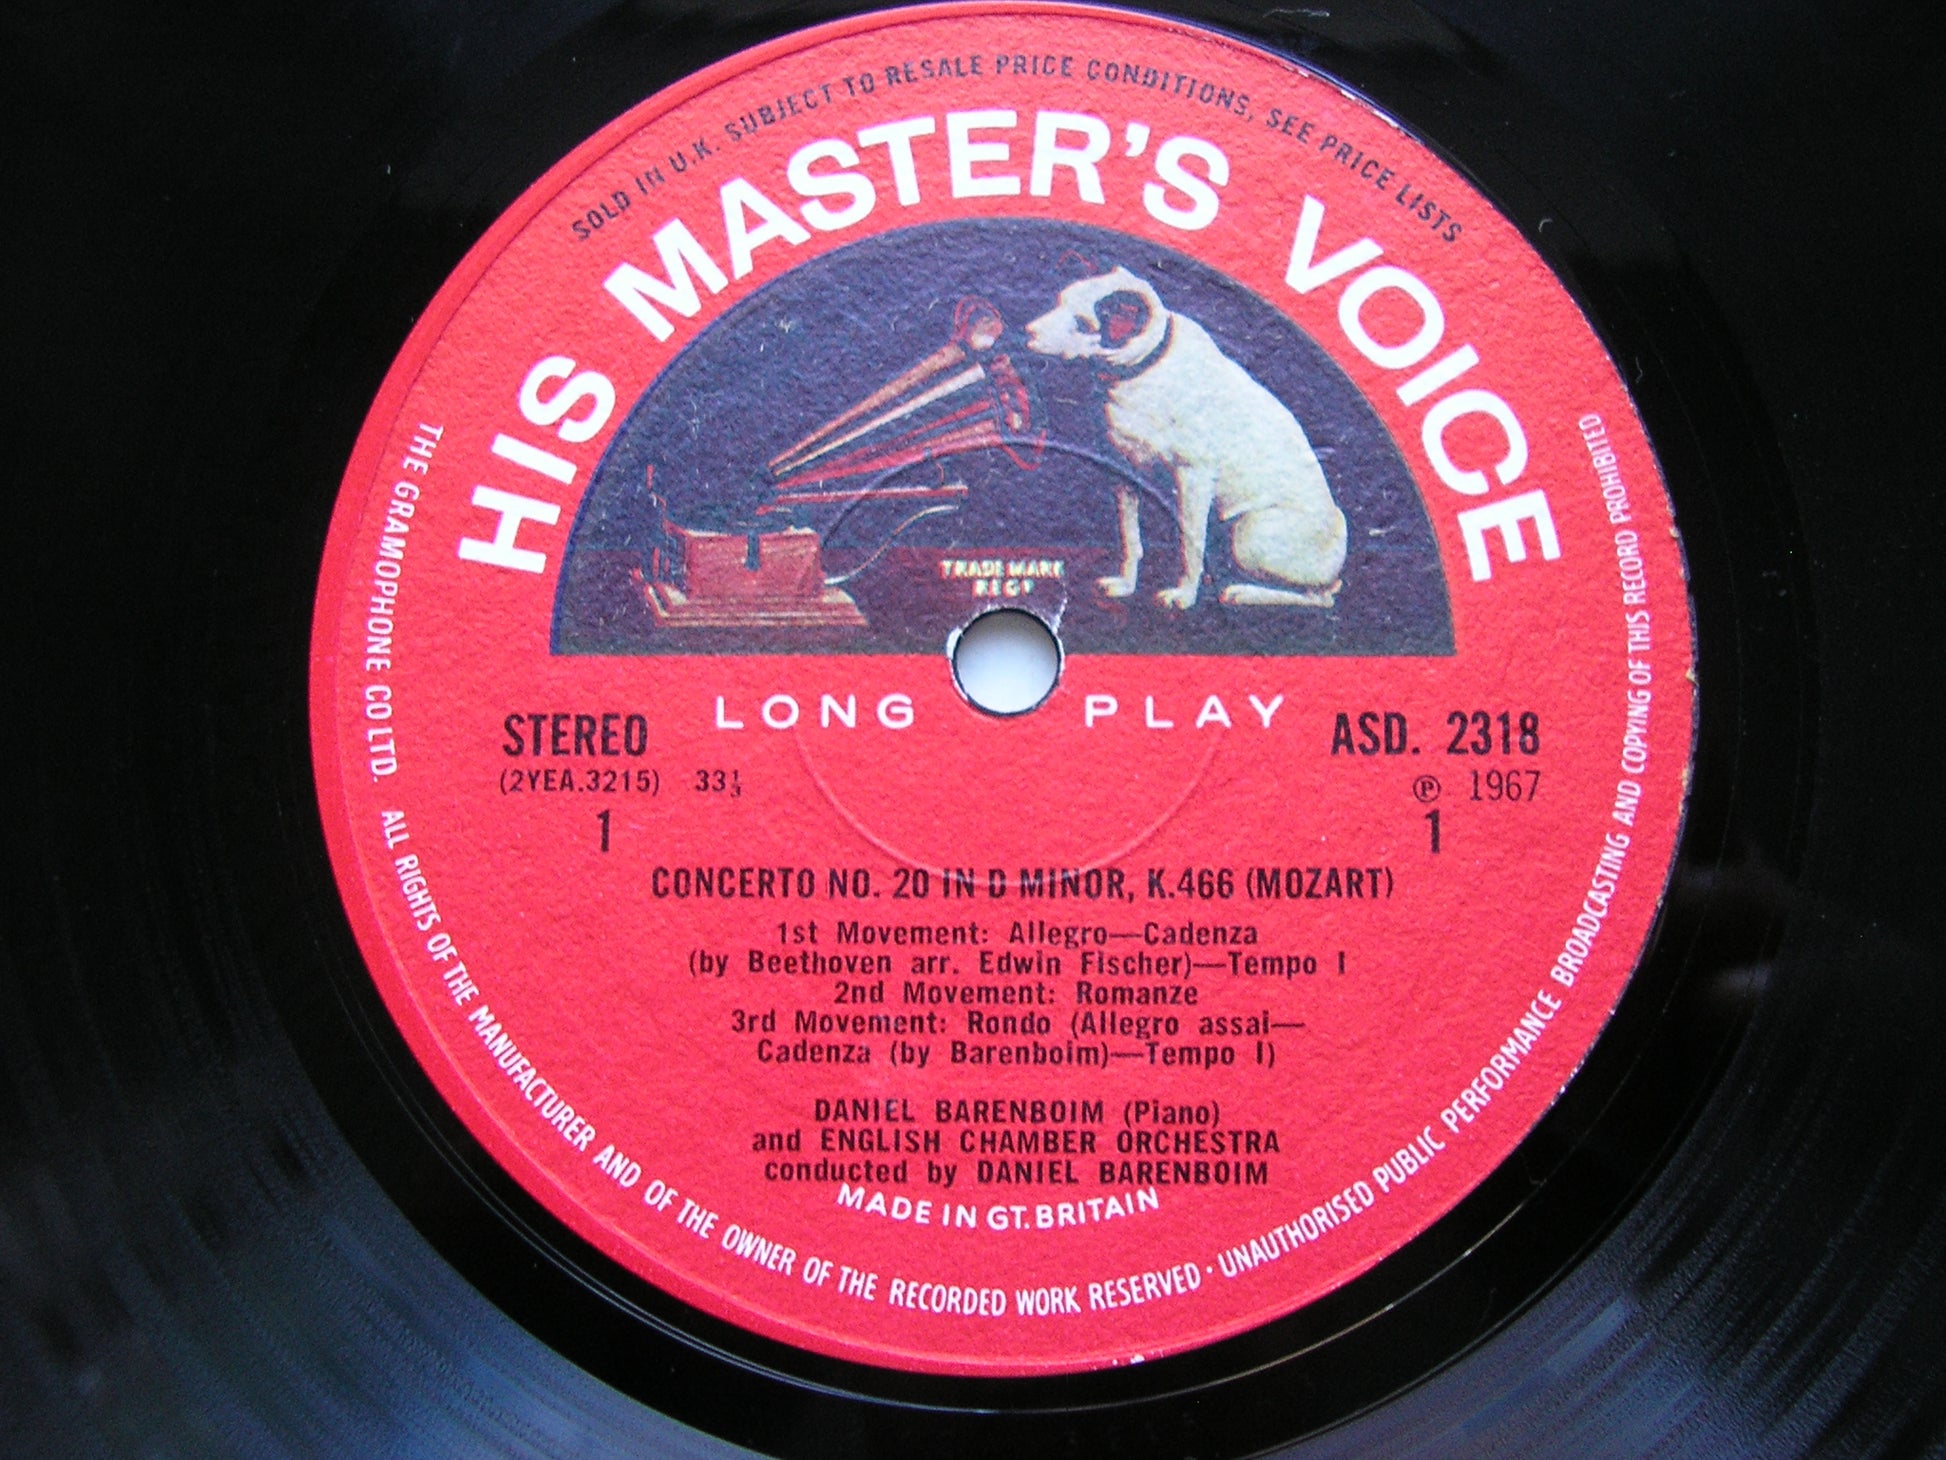 SOLD IN U.K. SUBJECT TO RESALE PRICE CONDITIONS, SEE PRICE LISTS
HIS MASTER'S VOICE
TRADE MARK
REGD
LONG PLAY
STEREO ASD. 2318
(2YEA.3215) 33⅓ ℗ 1967
1 1
CONCERTO NO. 20 IN D MINOR, K.466 (MOZART)
1st Movement: Allegro—Cadenza
(by Beethoven arr. Edwin Fischer)—Tempo I
2nd Movement: Romanze
3rd Movement: Rondo (Allegro assai—
Cadenza (by Barenboim)—Tempo I)
DANIEL BARENBOIM (Piano)
and ENGLISH CHAMBER ORCHESTRA
conducted by DANIEL BARENBOIM
MADE IN GT. BRITAIN
THE GRAMOPHONE CO LTD. ALL RIGHTS OF THE MANUFACTURER AND OF THE OWNER OF THE RECORDED WORK RESERVED · UNAUTHORISED PUBLIC PERFORMANCE BROADCASTING AND COPYING OF THIS RECORD PROHIBITED